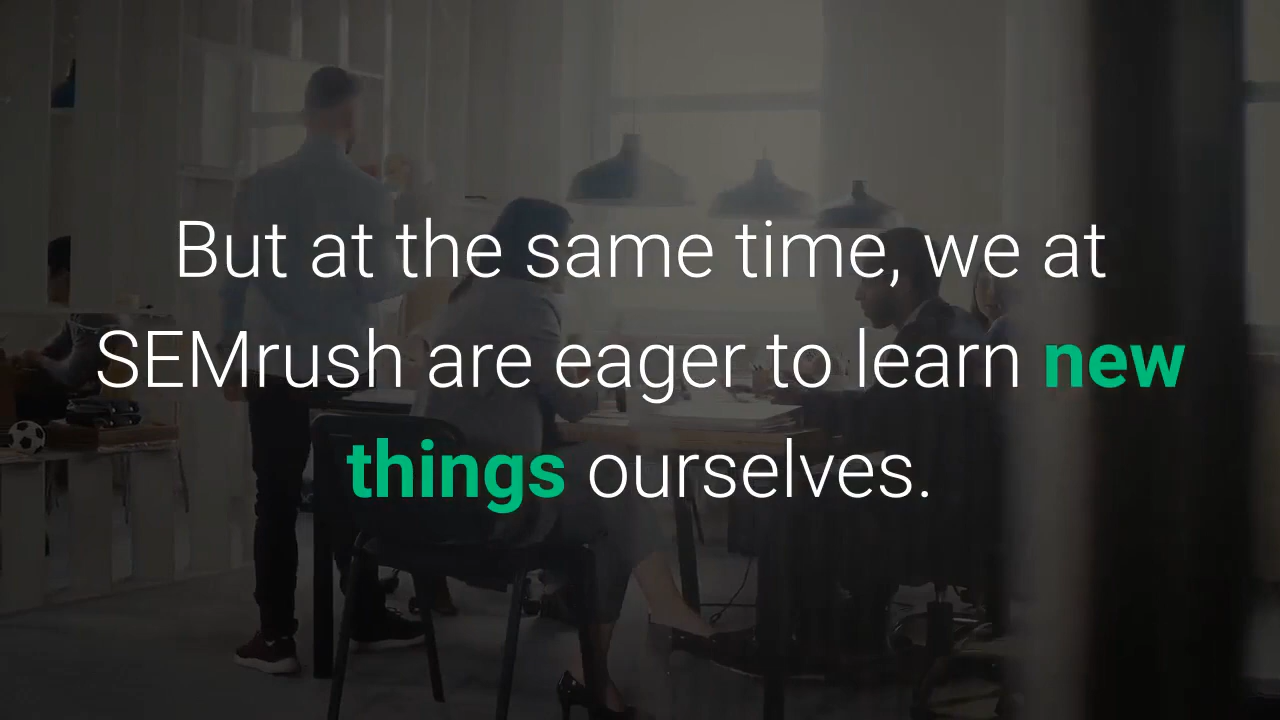 But at the same time, we at
SEMrush are eager to learn new
things ourselves.